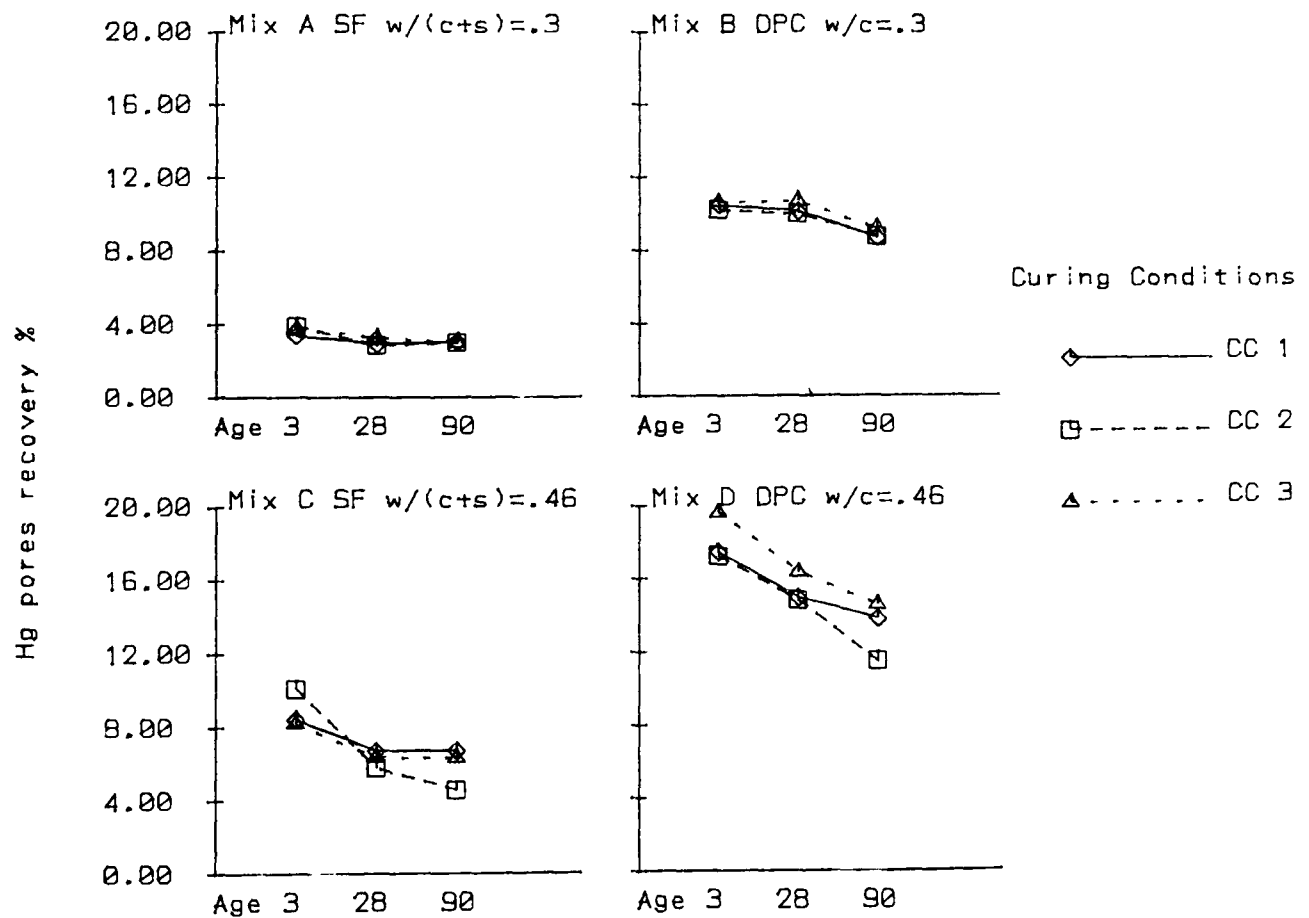 Hg pores recovery %
Mix A SF w/(c+s)=.3
20.00
16.00
12.00
8.00
4.00
0.00
Age 3 28 90
Mix B OPC w/c=.3
Age 3 28 90
Mix C SF w/(c+s)=.46
20.00
16.00
12.00
8.00
4.00
0.00
Age 3 28 90
Mix D OPC w/c=.46
Age 3 28 90
Curing Conditions
CC 1
CC 2
CC 3